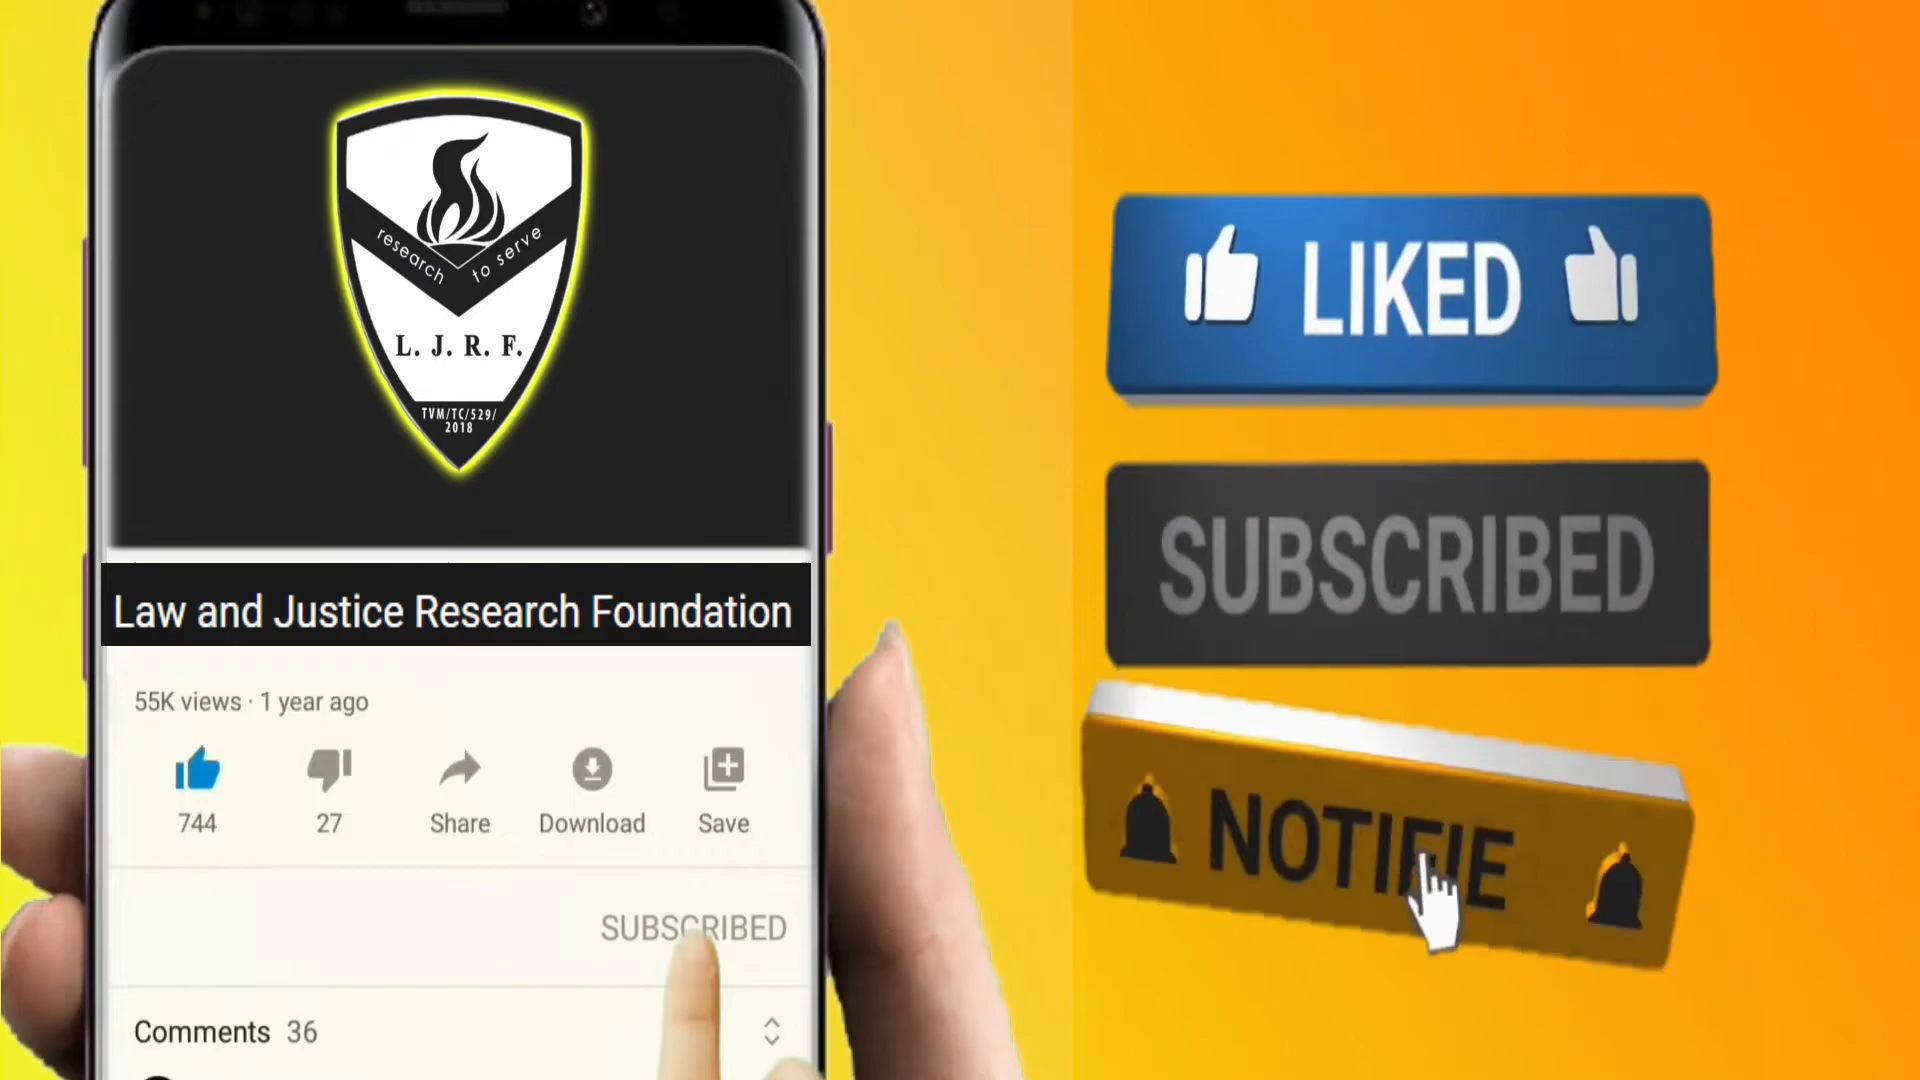 research to serve
L. J. R. F.
TVM/TC/529/
2018
Law and Justice Research Foundation
55K views · 1 year ago
744
27
Share
Download
Save
SUBSCRIBED
Comments 36
LIKED
SUBSCRIBED
NOTIFIE